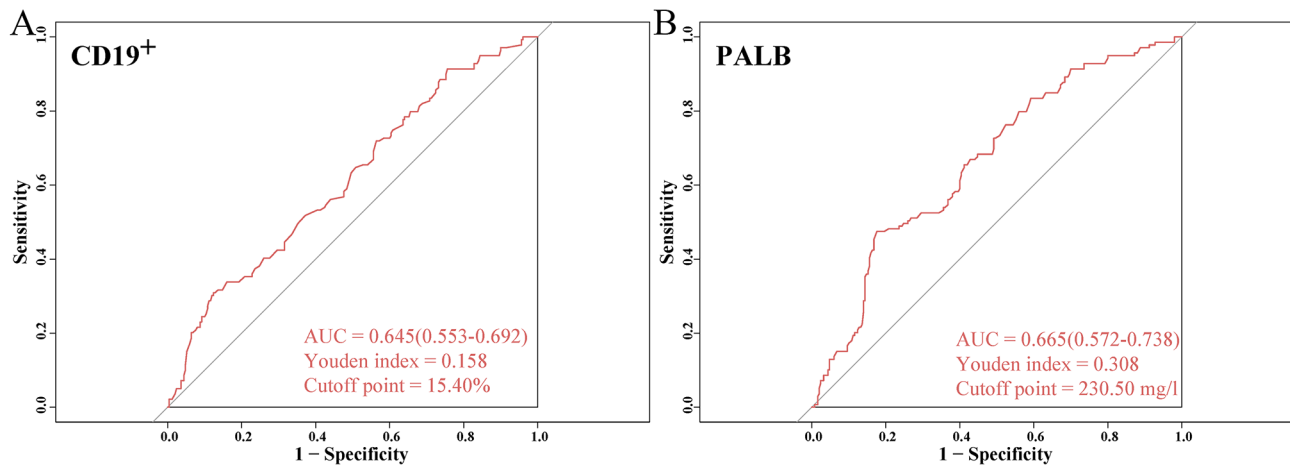 A
CD19+
1.0
0.8
0.6
0.4
0.2
0.0
Sensitivity
AUC = 0.645(0.553-0.692)
Youden index = 0.158
Cutoff point = 15.40%
0.0 0.2 0.4 0.6 0.8 1.0
1 − Specificity
B
PALB
1.0
0.8
0.6
0.4
0.2
0.0
Sensitivity
AUC = 0.665(0.572-0.738)
Youden index = 0.308
Cutoff point = 230.50 mg/l
0.0 0.2 0.4 0.6 0.8 1.0
1 − Specificity